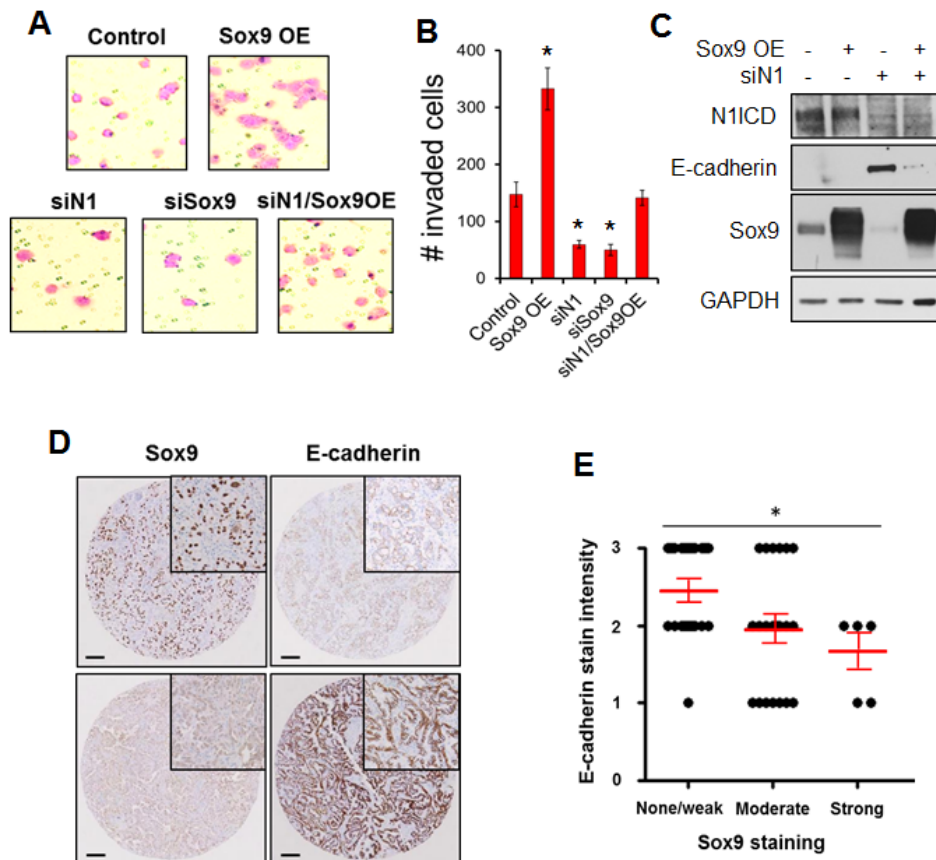 A
Control Sox9 OE
siN1 siSox9 siN1/Sox9OE
B
# invaded cells
400
300
200
100
0
*
*
*
Control
Sox9 OE
siN1
siSox9
siN1/Sox9OE
C
Sox9 OE - + - +
siN1 - - + +
N1ICD
E-cadherin
Sox9
GAPDH
D
Sox9 E-cadherin
E
*
E-cadherin stain intensity
3
2
1
0
None/weak Moderate Strong
Sox9 staining